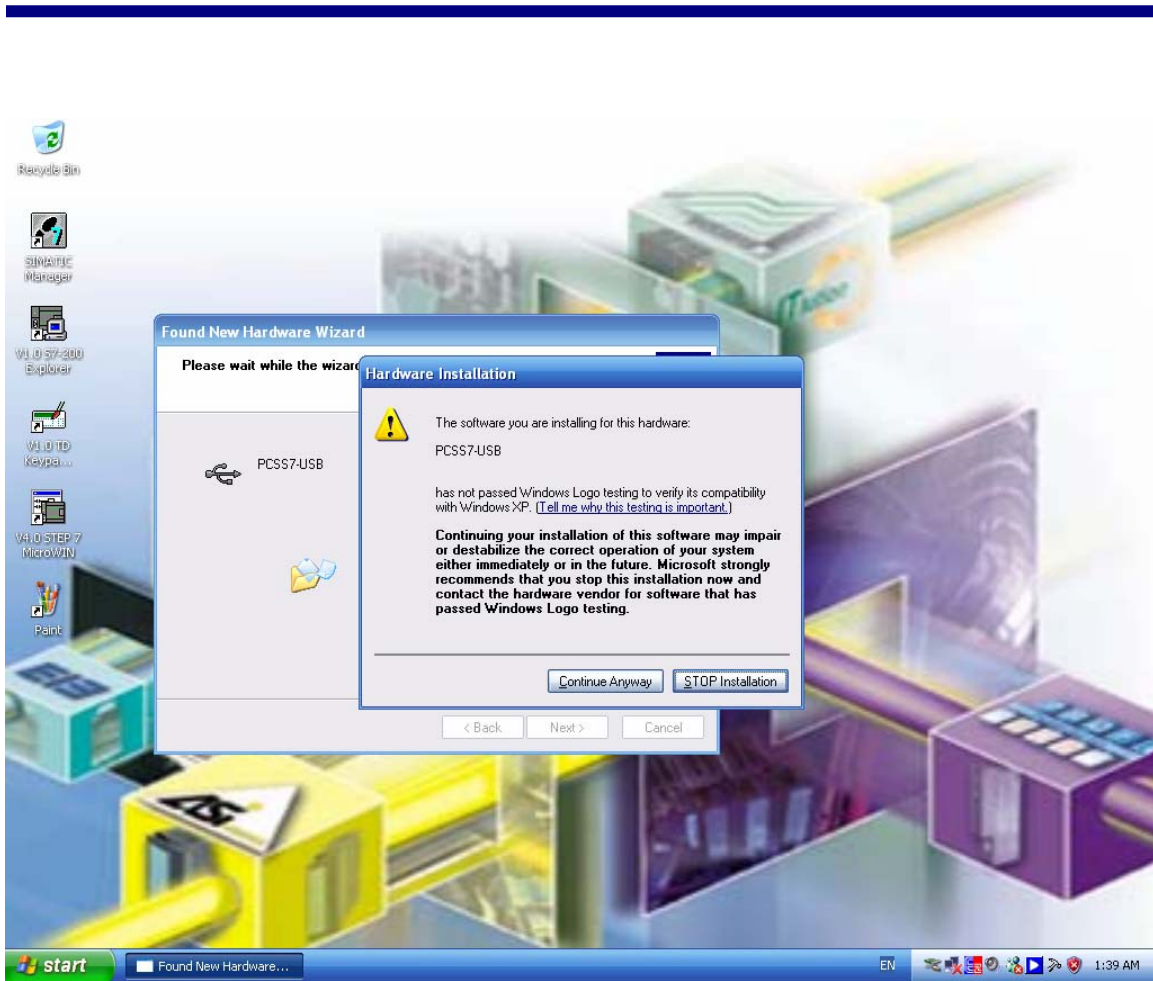 Recycle Bin
SIMATIC
Manager
V1.0 S7-200
Explorer
V1.0 TD
Keypa...
V4.0 STEP 7
MicroWIN
Paint
Found New Hardware Wizard
Please wait while the wizard
PCSS7-USB
< Back
Next >
Cancel
Hardware Installation
The software you are installing for this hardware:
PCSS7-USB
has not passed Windows Logo testing to verify its compatibility
with Windows XP. (Tell me why this testing is important.)
Continuing your installation of this software may impair
or destabilize the correct operation of your system
either immediately or in the future. Microsoft strongly
recommends that you stop this installation now and
contact the hardware vendor for software that has
passed Windows Logo testing.
Continue Anyway
STOP Installation
EIB
ASi
start
Found New Hardware...
EN
1:39 AM